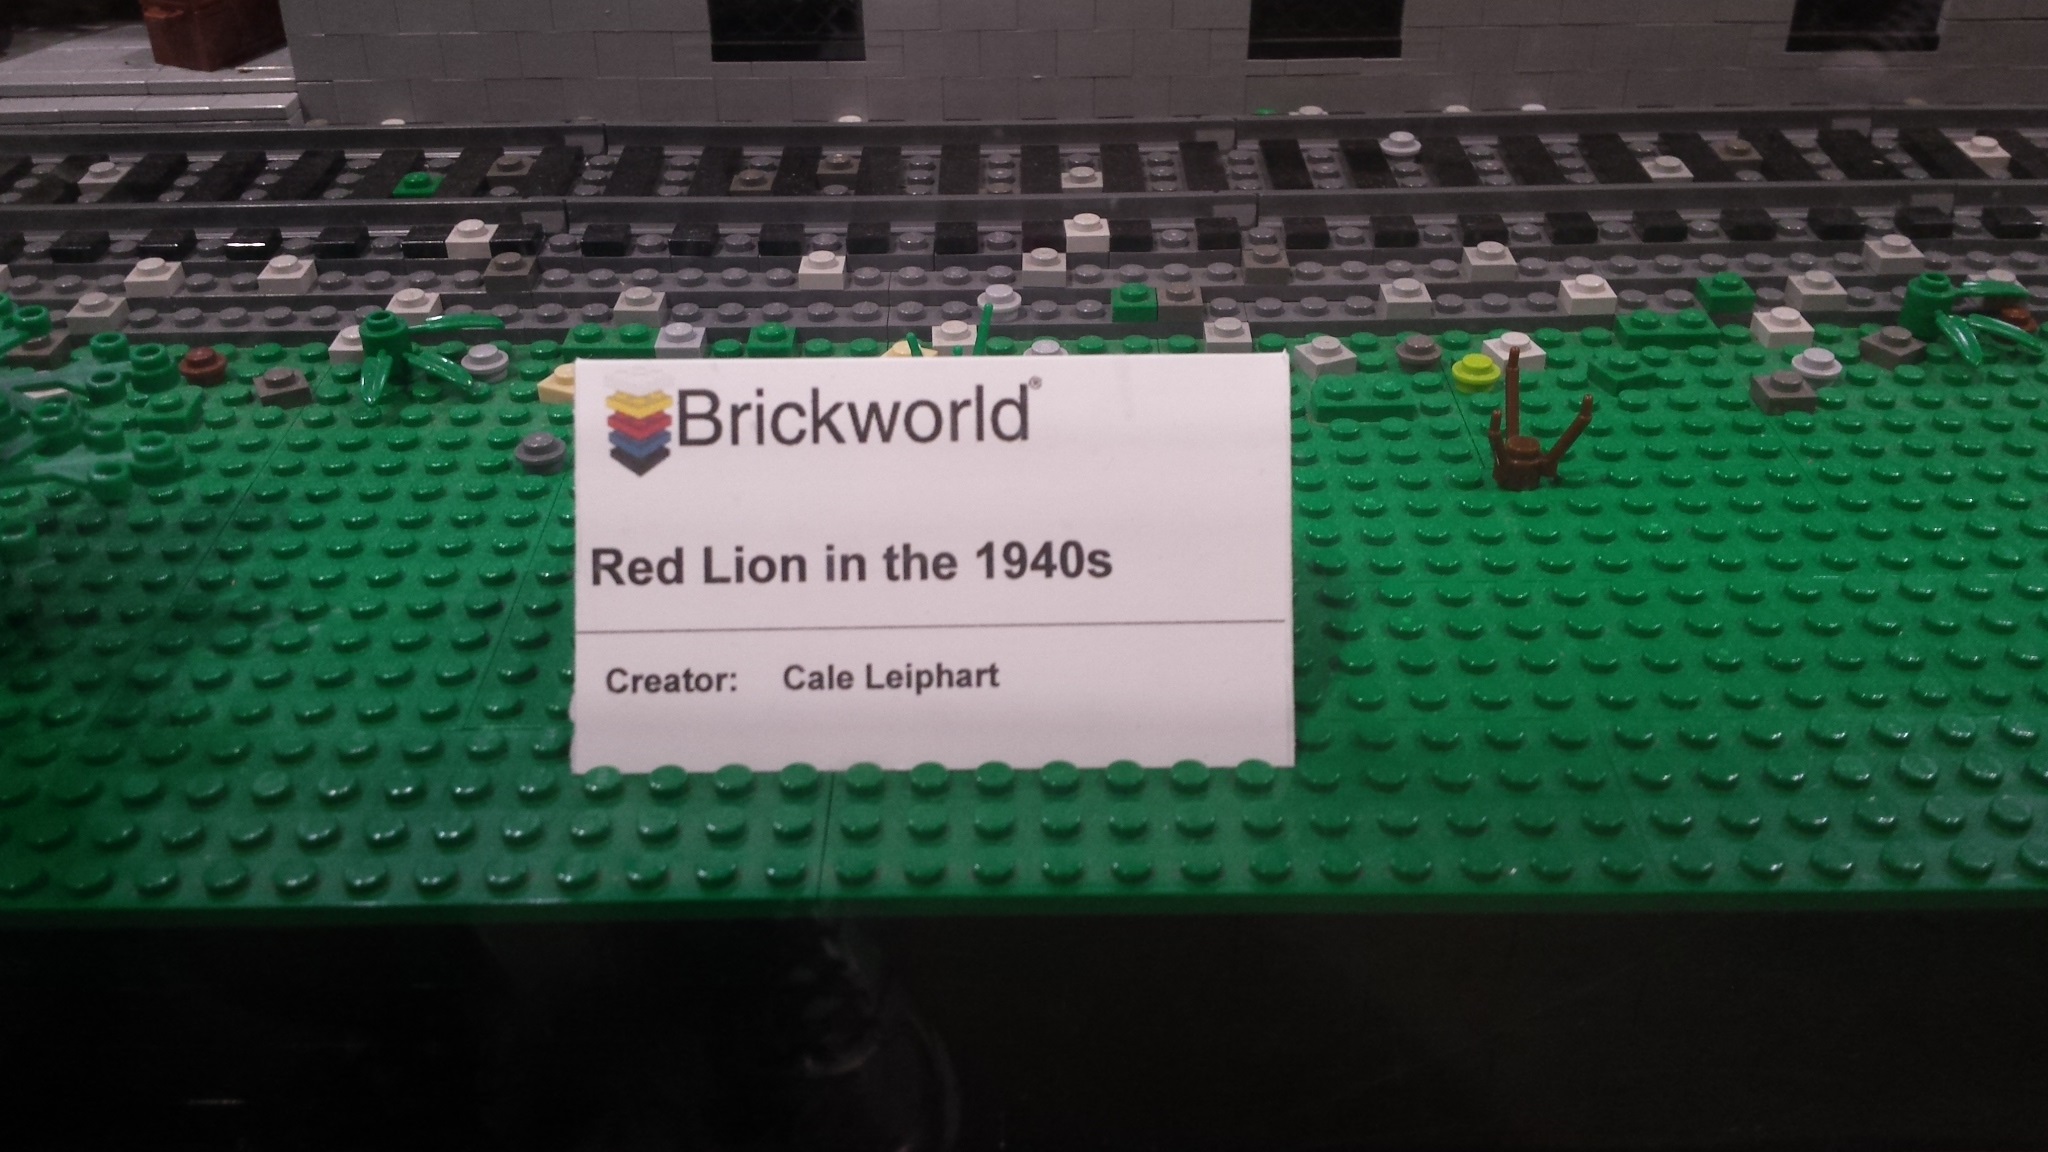 Brickworld®
Red Lion in the 1940s
Creator: Cale Leiphart